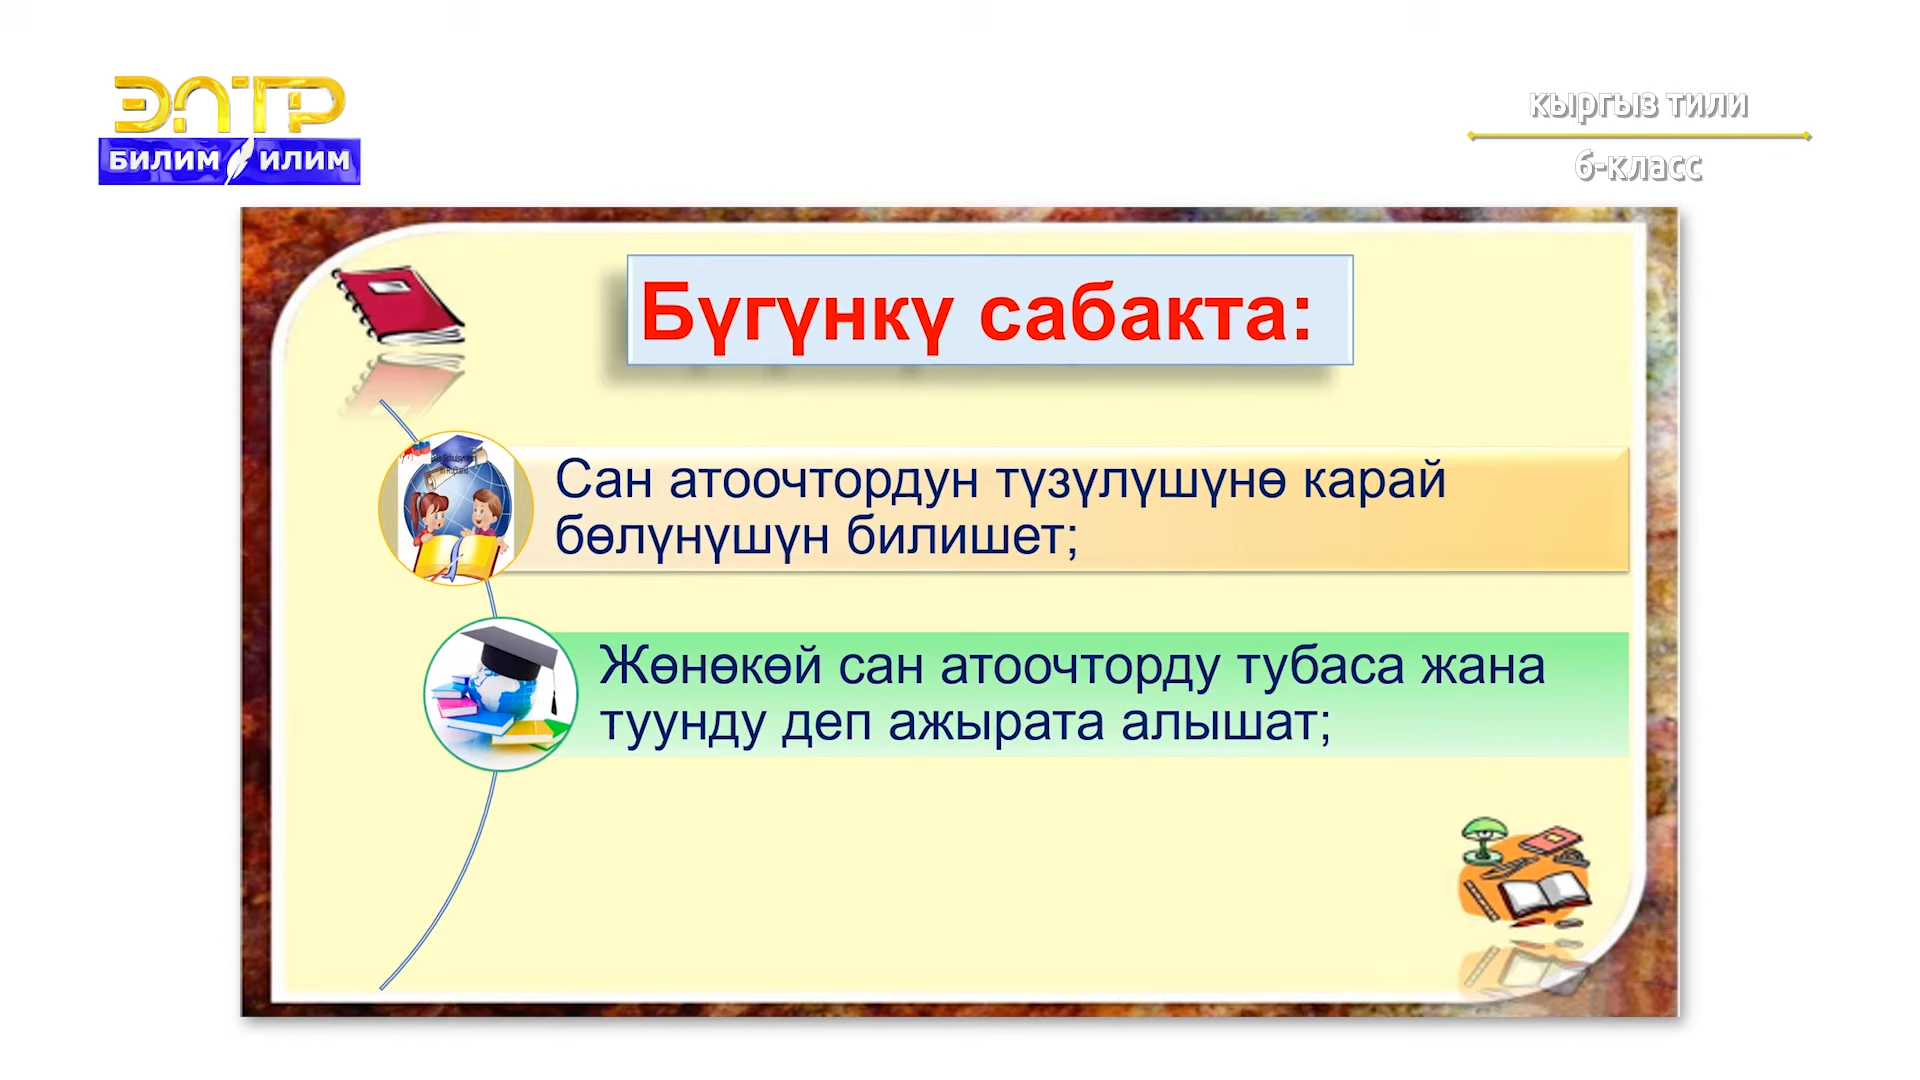 ЭЛТР
БИЛИМ ИЛИМ
кыргыз тили
6-класс
Бүгүнкү сабакта:
Сан атоочтордун түзүлүшүнө карай
бөлүнүшүн билишет;
Жөнөкөй сан атоочторду тубаса жана
туунду деп ажырата алышат;